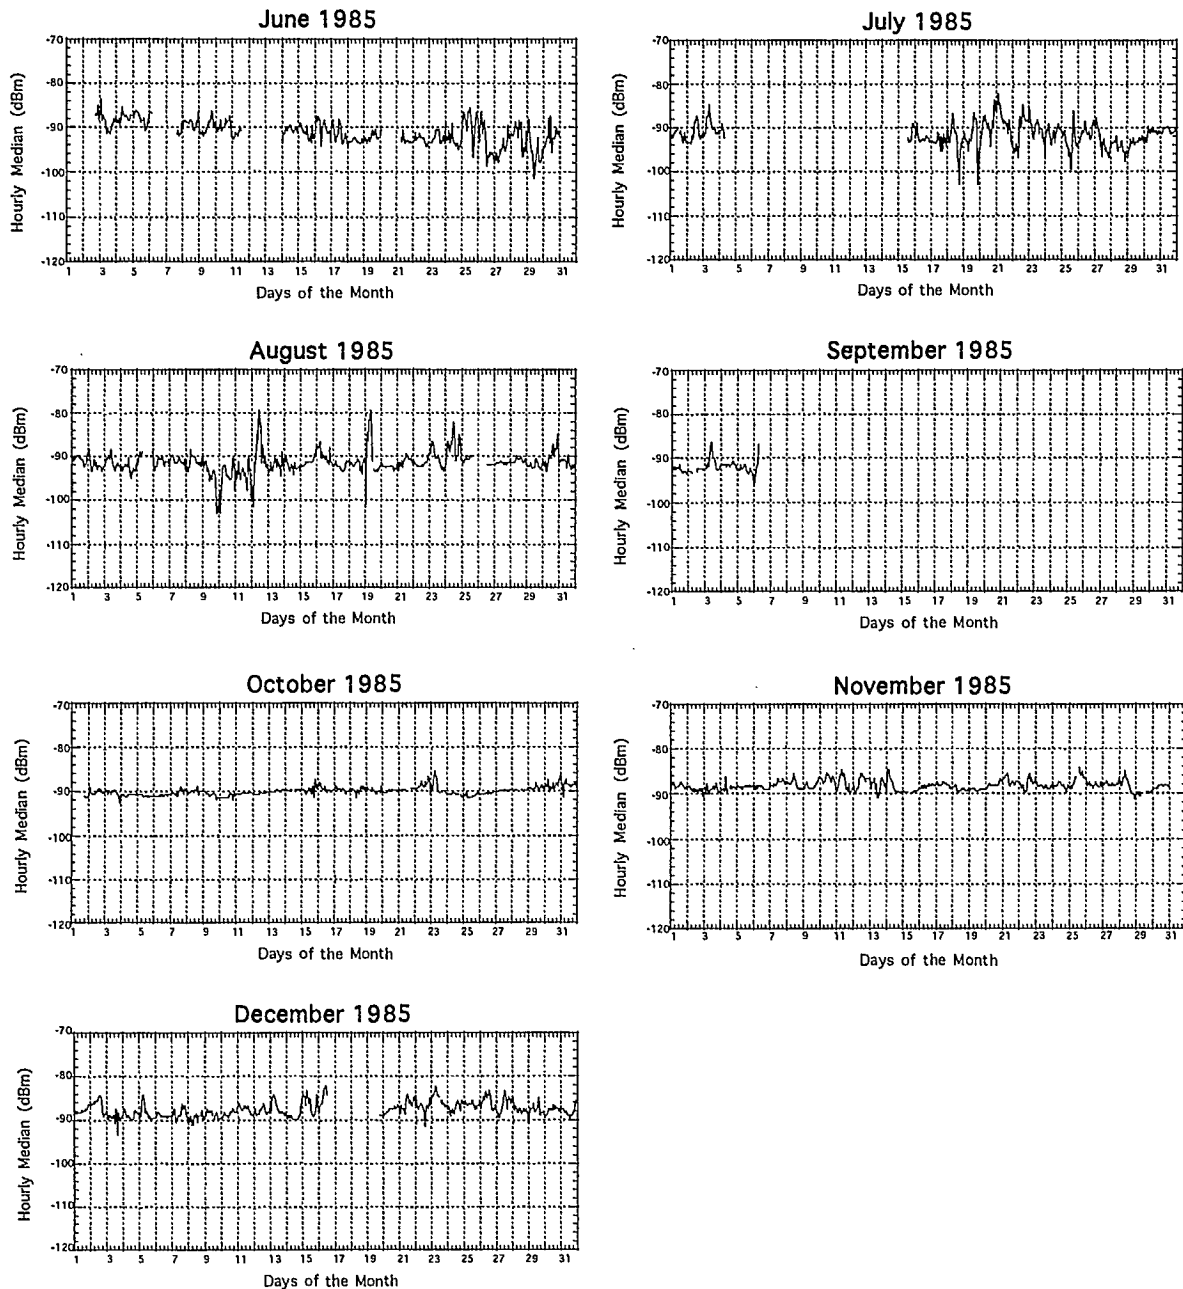 June 1985
Hourly Median (dBm)
-70
-80
-90
-100
-110
-120
1 3 5 7 9 11 13 15 17 19 21 23 25 27 29 31
Days of the Month
July 1985
Hourly Median (dBm)
-70
-80
-90
-100
-110
-120
1 3 5 7 9 11 13 15 17 19 21 23 25 27 29 31
Days of the Month
August 1985
Hourly Median (dBm)
-70
-80
-90
-100
-110
-120
1 3 5 7 9 11 13 15 17 19 21 23 25 27 29 31
Days of the Month
September 1985
Hourly Median (dBm)
-70
-80
-90
-100
-110
-120
1 3 5 7 9 11 13 15 17 19 21 23 25 27 29 31
Days of the Month
October 1985
Hourly Median (dBm)
-70
-80
-90
-100
-110
-120
1 3 5 7 9 11 13 15 17 19 21 23 25 27 29 31
Days of the Month
November 1985
Hourly Median (dBm)
-70
-80
-90
-100
-110
-120
1 3 5 7 9 11 13 15 17 19 21 23 25 27 29 31
Days of the Month
December 1985
Hourly Median (dBm)
-70
-80
-90
-100
-110
-120
1 3 5 7 9 11 13 15 17 19 21 23 25 27 29 31
Days of the Month